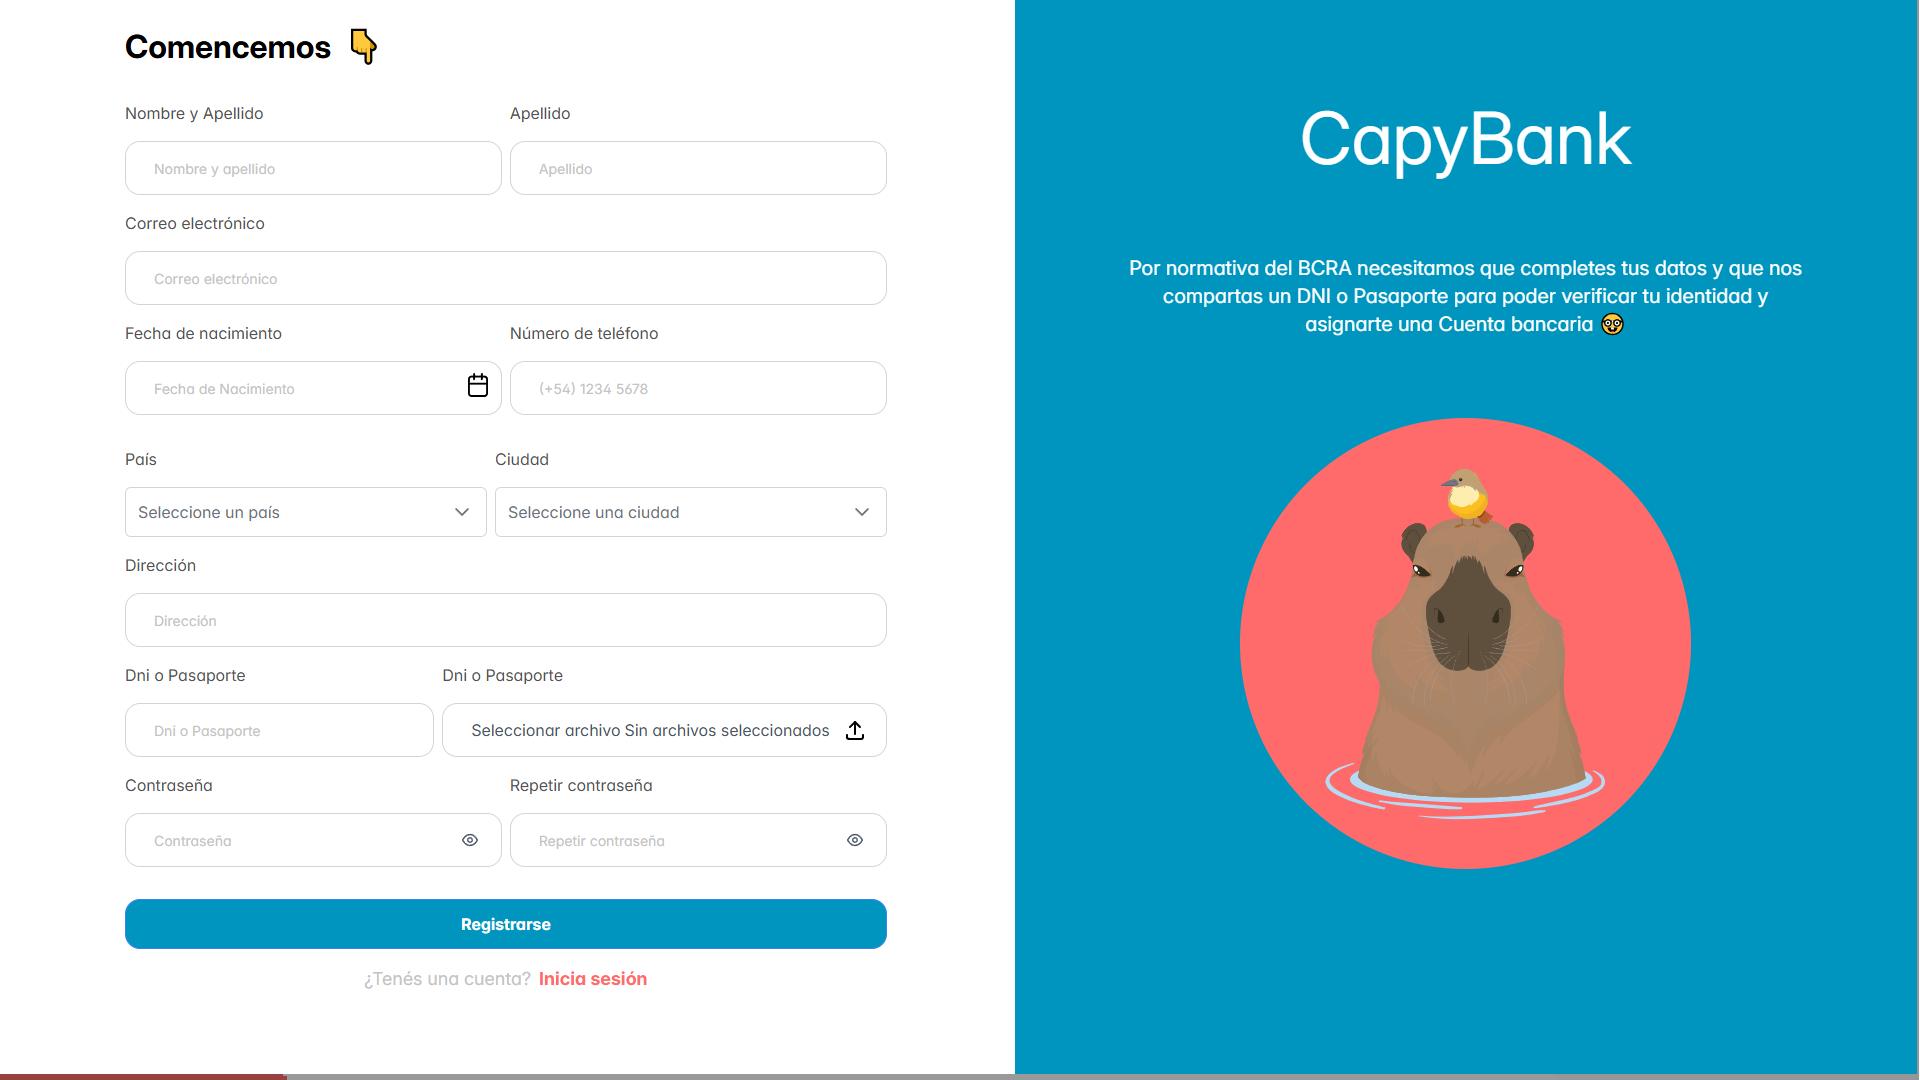 Comencemos
Nombre y Apellido
Apellido
Nombre y apellido
Apellido
Correo electrónico
Correo electrónico
Fecha de nacimiento
Número de teléfono
Fecha de Nacimiento
(+54) 1234 5678
País
Ciudad
Seleccione un país
Seleccione una ciudad
Dirección
Dirección
Dni o Pasaporte
Dni o Pasaporte
Dni o Pasaporte
Seleccionar archivo Sin archivos seleccionados
Contraseña
Repetir contraseña
Contraseña
Repetir contraseña
Registrarse
¿Tenés una cuenta? Inicia sesión
CapyBank
Por normativa del BCRA necesitamos que completes tus datos y que nos
compartas un DNI o Pasaporte para poder verificar tu identidad y
asignarte una Cuenta bancaria